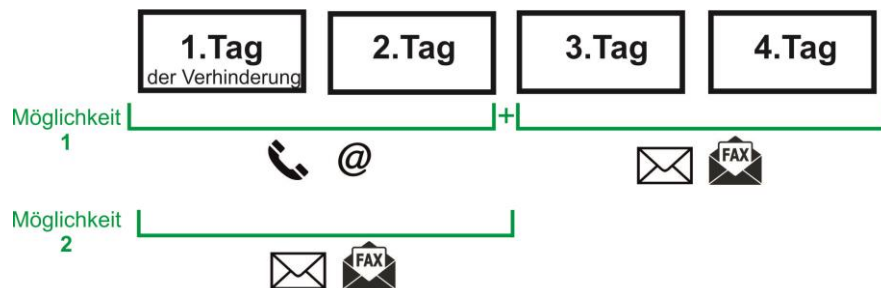 1.Tag
der Verhinderung
2.Tag
3.Tag
4.Tag
Möglichkeit
1
+
@
FAX
Möglichkeit
2
FAX